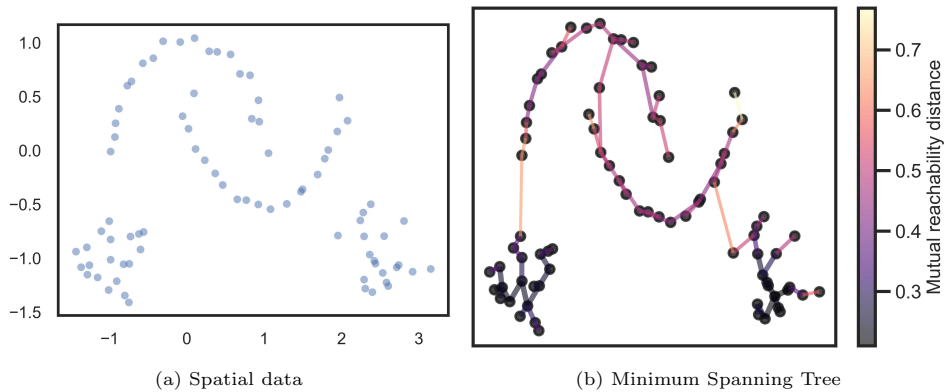 1.0
0.5
0.0
−0.5
−1.0
−1.5
−1 0 1 2 3
0.7
0.6
0.5
0.4
0.3
Mutual reachability distance
(a) Spatial data
(b) Minimum Spanning Tree